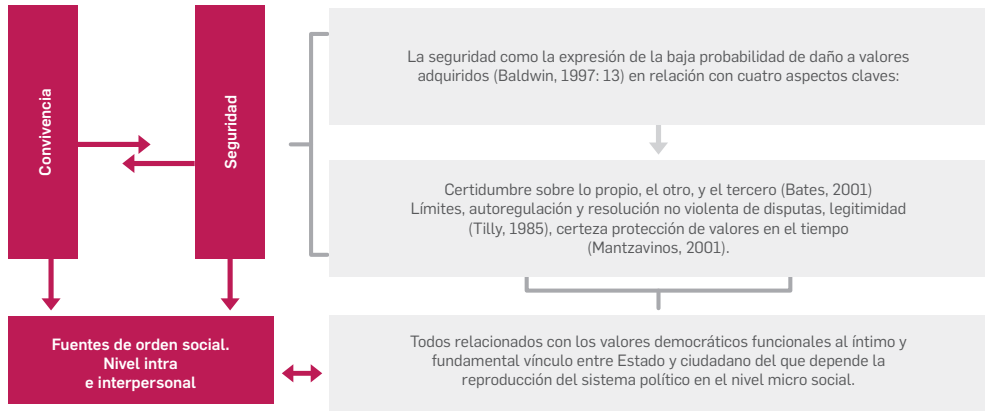 Convivencia
Seguridad
La seguridad como la expresión de la baja probabilidad de daño a valores
adquiridos (Baldwin, 1997: 13) en relación con cuatro aspectos claves:
Certidumbre sobre lo propio, el otro, y el tercero (Bates, 2001)
Límites, autoregulación y resolución no violenta de disputas, legitimidad
(Tilly, 1985), certeza protección de valores en el tiempo
(Mantzavinos, 2001).
Fuentes de orden social.
Nivel intra
e interpersonal
Todos relacionados con los valores democráticos funcionales al íntimo y
fundamental vínculo entre Estado y ciudadano del que depende la
reproducción del sistema político en el nivel micro social.